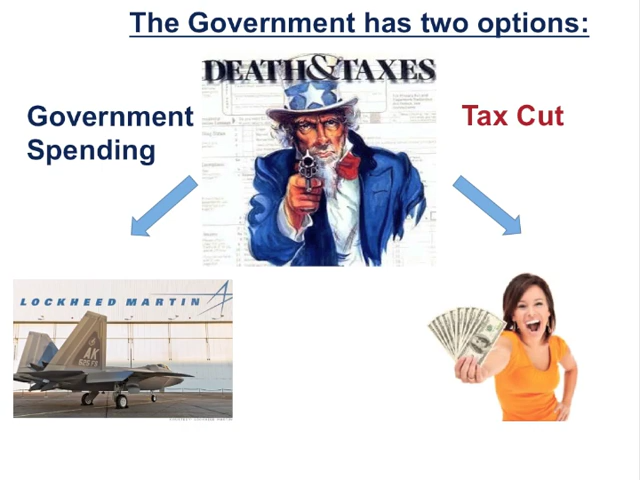 The Government has two options:
DEATH&TAXES
Government
Spending
Tax Cut
LOCKHEED MARTIN
AK